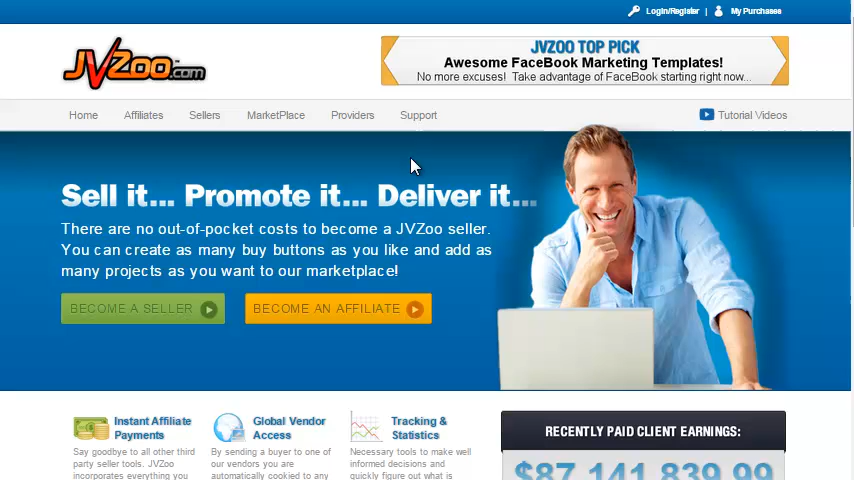 Login/Register | My Purchases
JVZoo.com
JVZOO TOP PICK
Awesome FaceBook Marketing Templates!
No more excuses! Take advantage of FaceBook starting right now...
Home Affiliates Sellers MarketPlace Providers Support Tutorial Videos
Sell it... Promote it... Deliver it...
There are no out-of-pocket costs to become a JVZoo seller.
You can create as many buy buttons as you like and add as
many projects as you want to our marketplace!
BECOME A SELLER BECOME AN AFFILIATE
Instant Affiliate
Payments
Say goodbye to all other third
party seller tools. JVZoo
incorporates everything you
Global Vendor
Access
By sending a buyer to one of
our vendors you are
automatically cookied to any
Tracking &
Statistics
Necessary tools to make well
informed decisions and
quickly figure out what is
RECENTLY PAID CLIENT EARNINGS:
$87,141,839.99